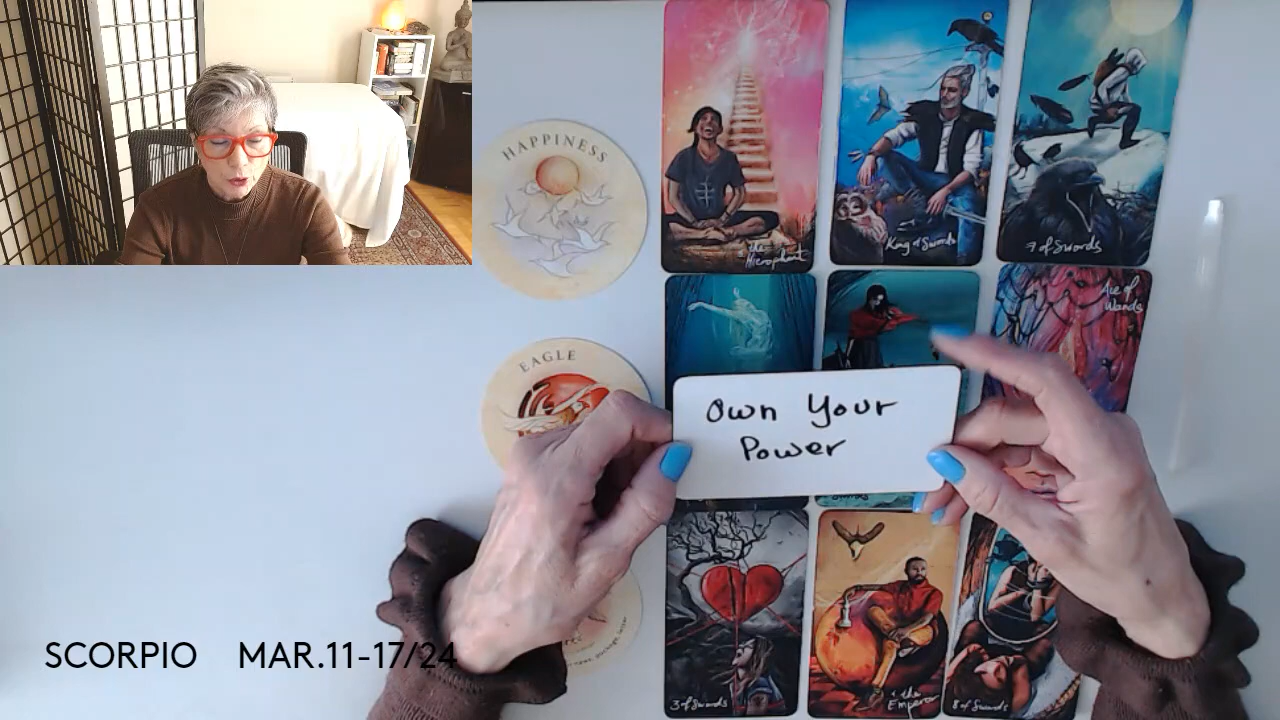 HAPPINESS
the
Hierophant
King of Swords
7 of Swords
EAGLE
Ace of
Wands
Own Your
Power
3 of Swords
the
Emperor
8 of Swords
SCORPIO MAR.11-17/24